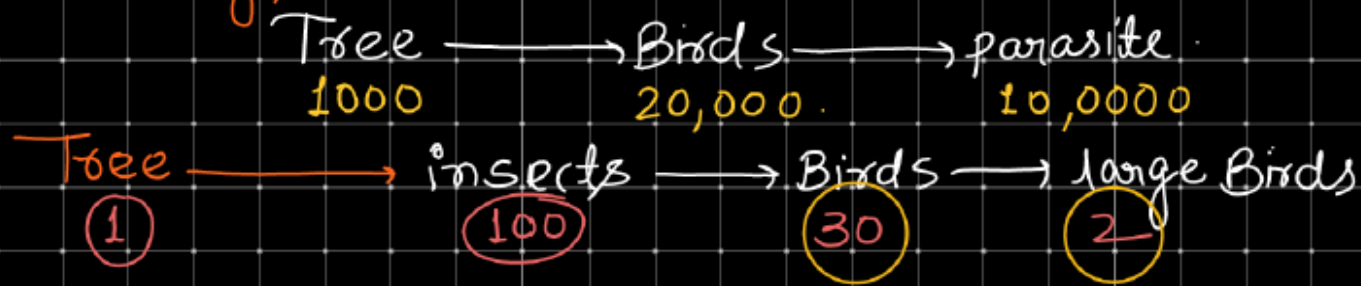 Tree → Birds → parasite.
1000 20,000. 10,0000
Tree → insects → Birds → large Birds
1 100 30 2